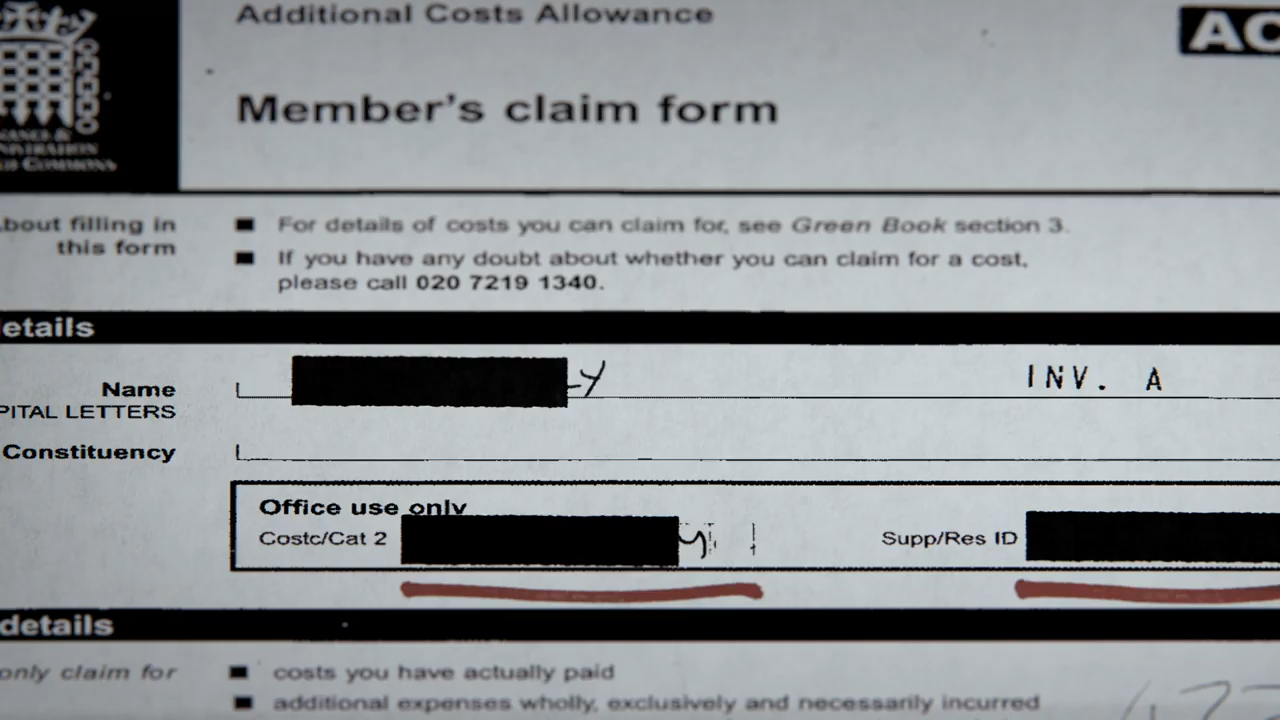 Additional Costs Allowance
AC
Member's claim form
COMMONS
bout filling in
this form
■ For details of costs you can claim for, see Green Book section 3.
■ If you have any doubt about whether you can claim for a cost,
please call 020 7219 1340.
etails
Name
PITAL LETTERS
y
INV. A
Constituency
Office use only
Costc/Cat 2
y
Supp/Res ID
details
only claim for
■ costs you have actually paid
■ additional expenses wholly, exclusively and necessarily incurred